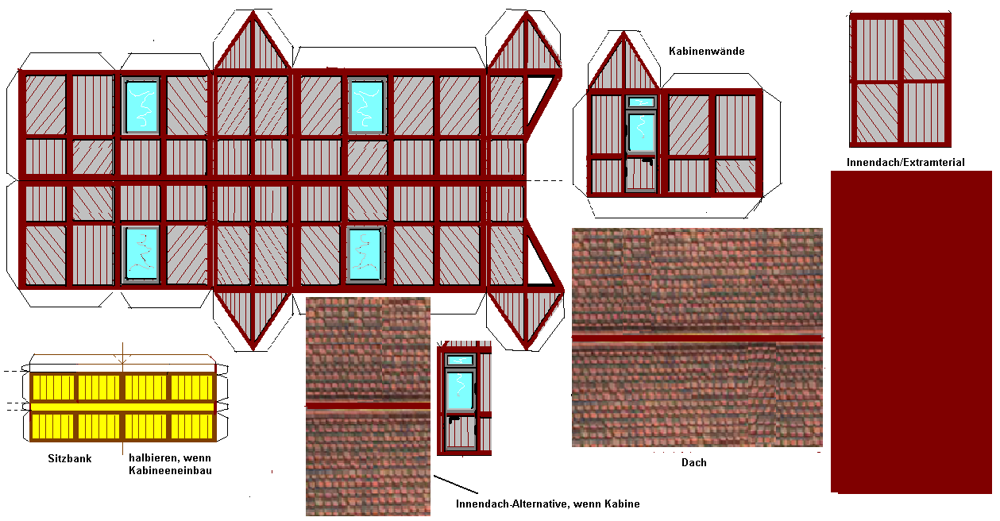 Kabinenwände
Innendach/Extramterial
Sitzbank
halbieren, wenn
Kabineeneinbau
Dach
Innendach-Alternative, wenn Kabine